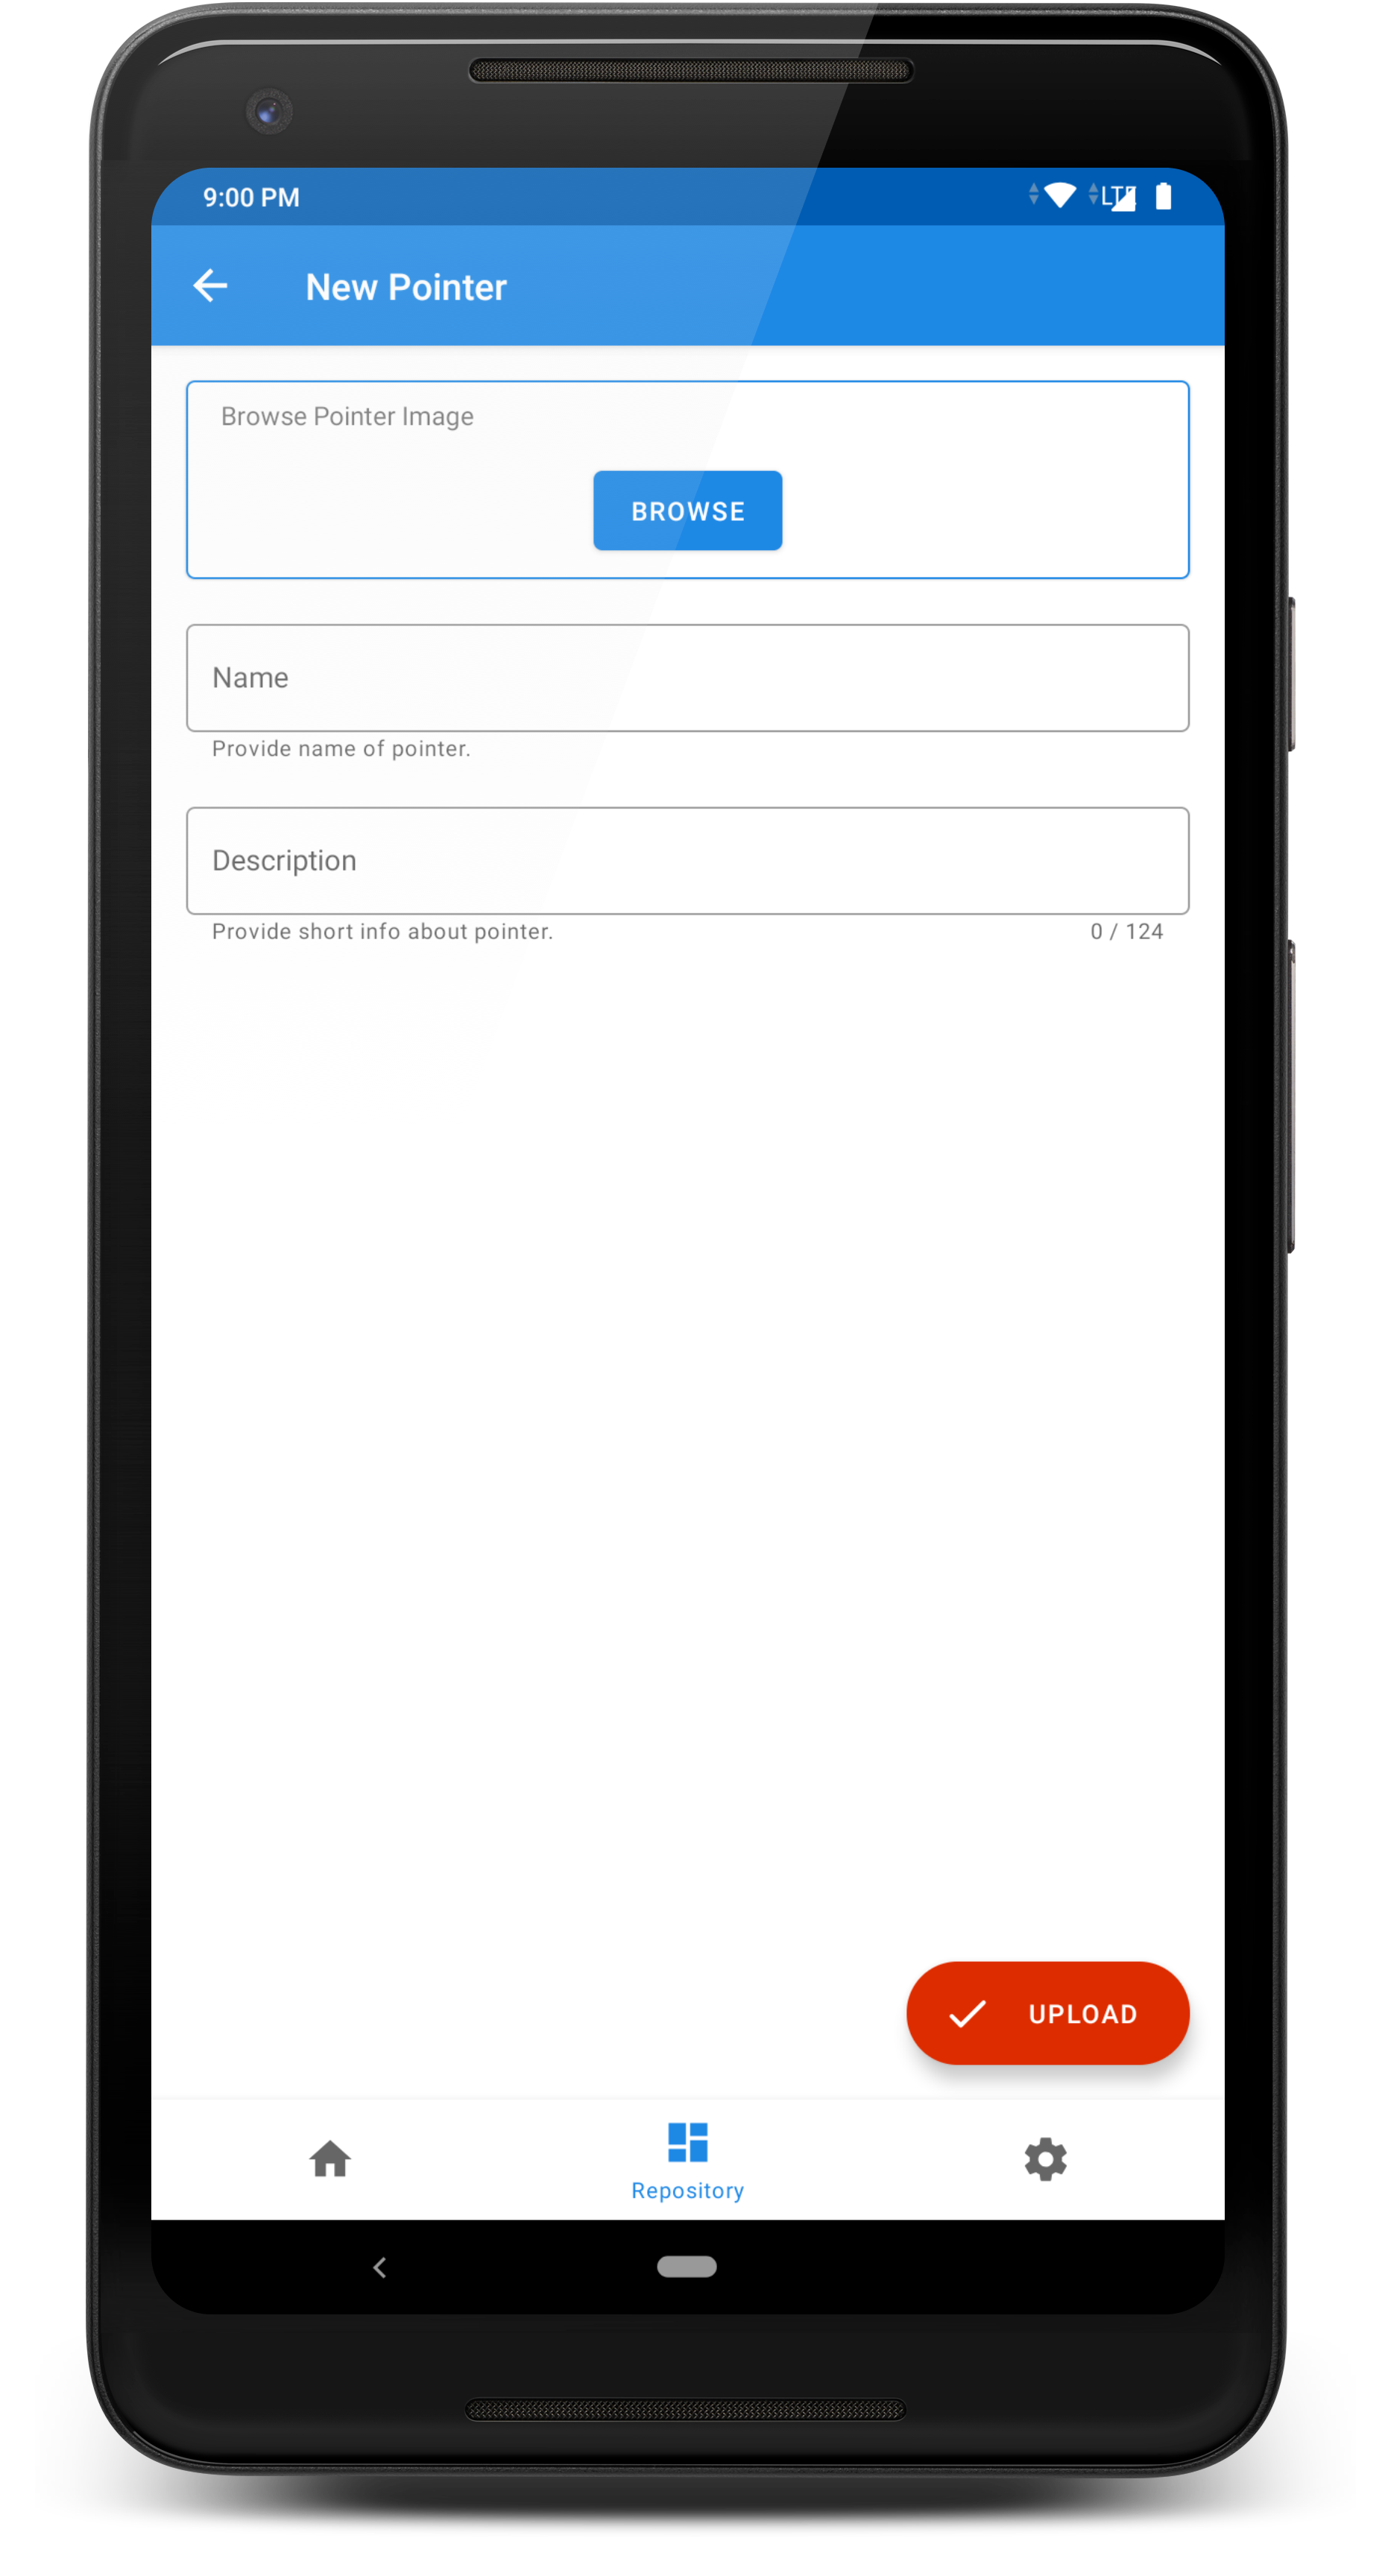 9:00 PM
LTE
New Pointer
Browse Pointer Image
BROWSE
Name
Provide name of pointer.
Description
Provide short info about pointer.
0 / 124
UPLOAD
Repository